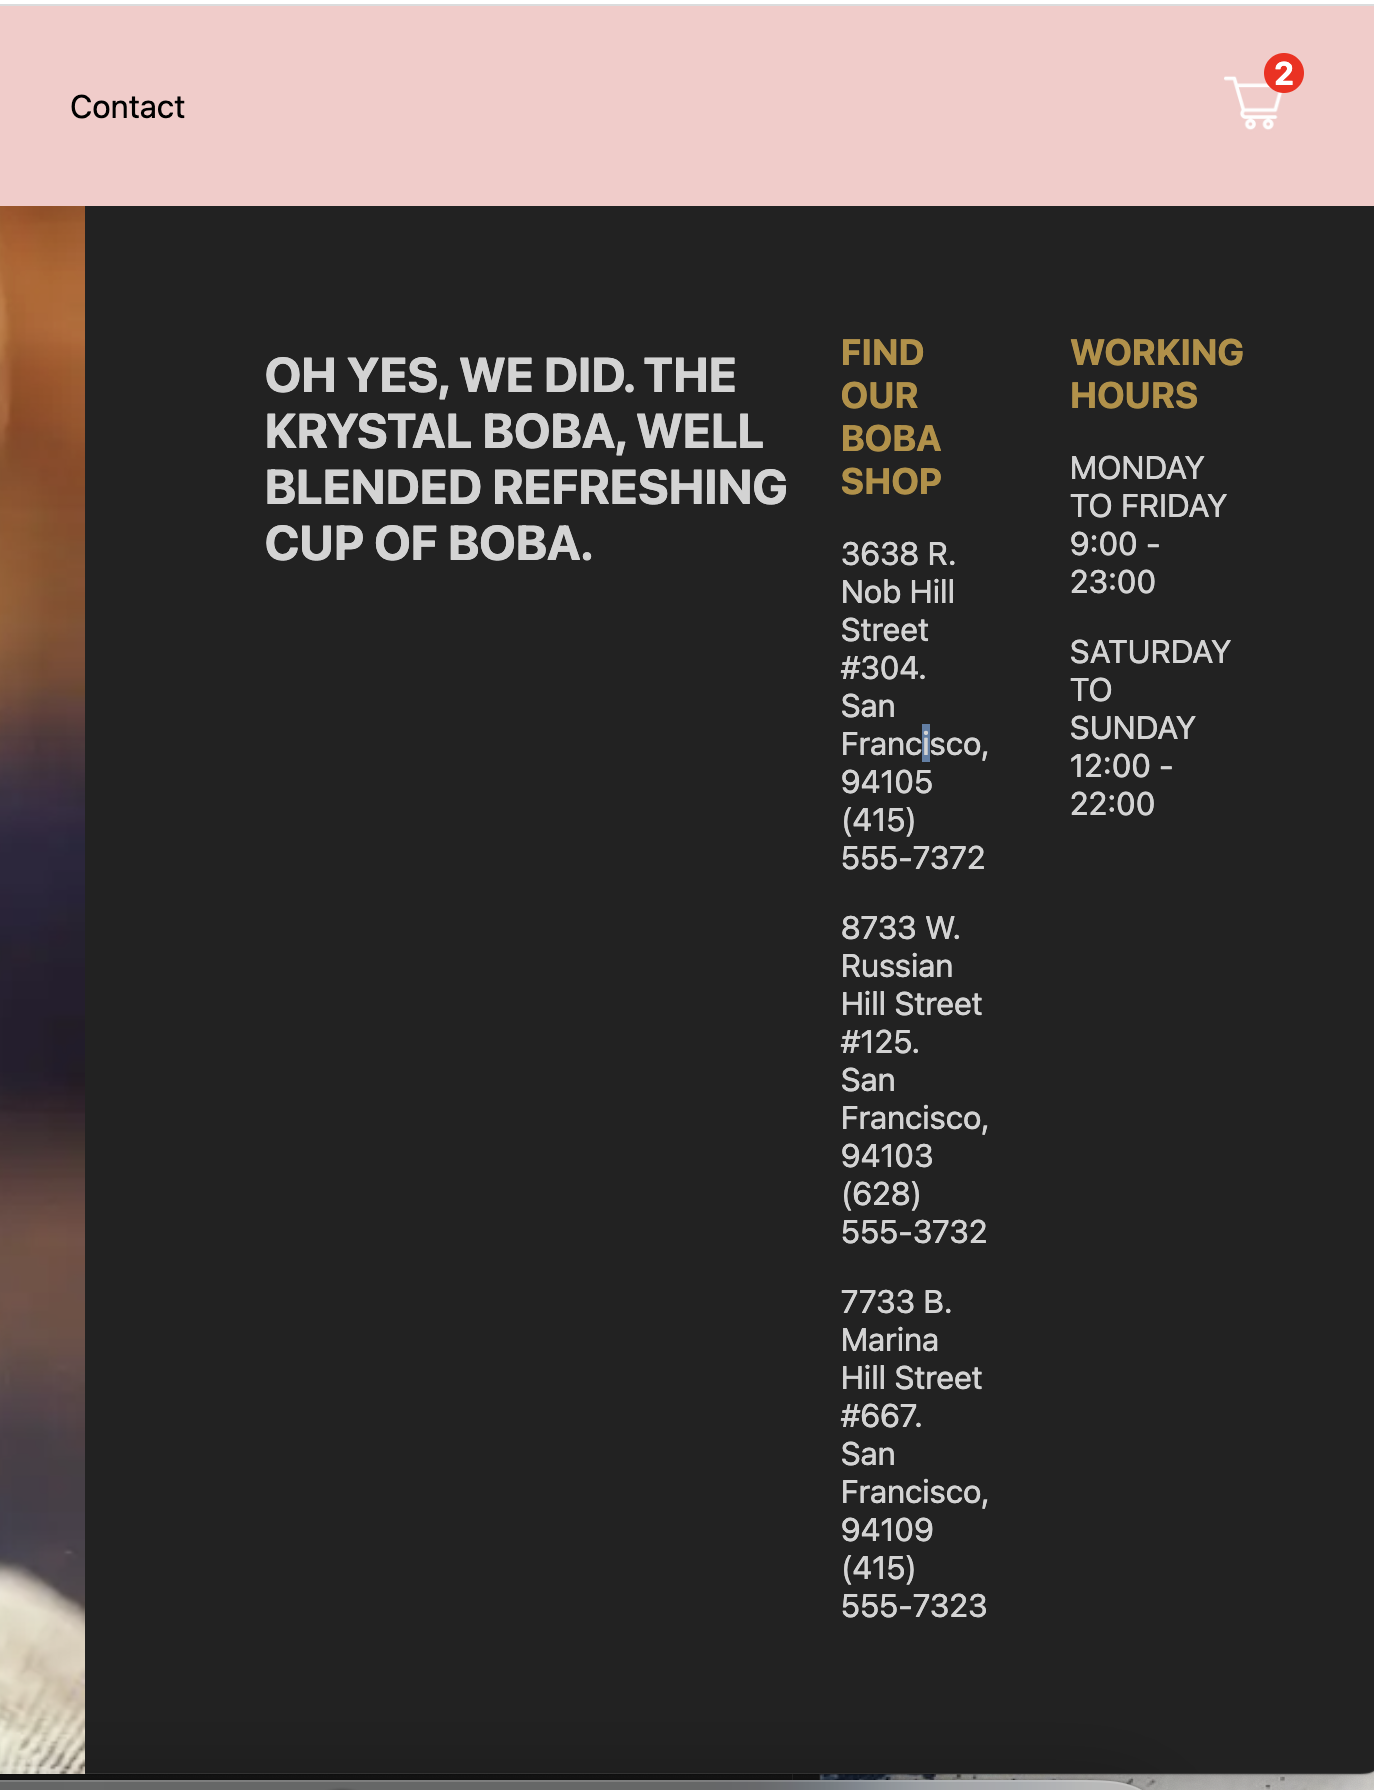 Contact
2
OH YES, WE DID. THE
KRYSTAL BOBA, WELL
BLENDED REFRESHING
CUP OF BOBA.
FIND
OUR
BOBA
SHOP
3638 R.
Nob Hill
Street
#304.
San
Francisco,
94105
(415)
555-7372
8733 W.
Russian
Hill Street
#125.
San
Francisco,
94103
(628)
555-3732
7733 B.
Marina
Hill Street
#667.
San
Francisco,
94109
(415)
555-7323
WORKING
HOURS
MONDAY
TO FRIDAY
9:00 -
23:00
SATURDAY
TO
SUNDAY
12:00 -
22:00